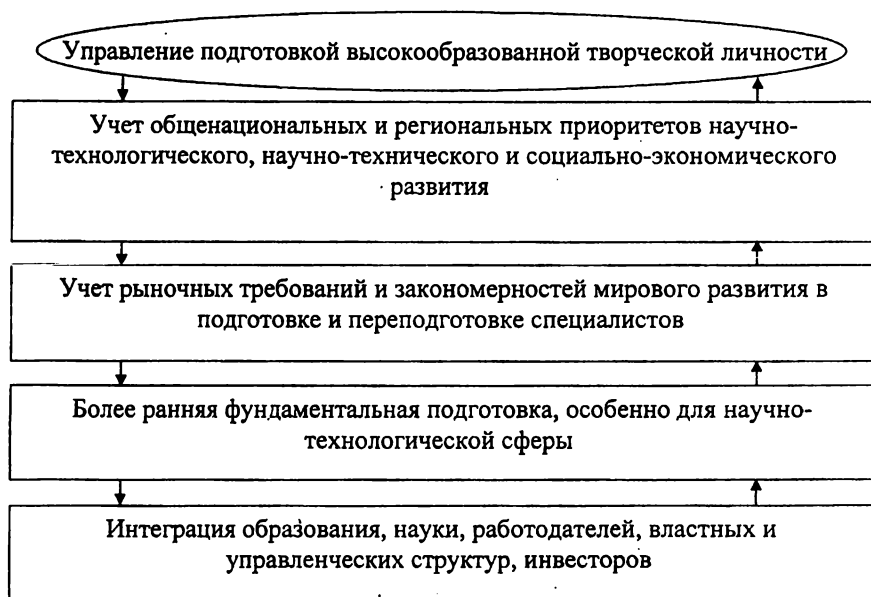 Управление подготовкой высокообразованной творческой личности
Учет общенациональных и региональных приоритетов научно-
технологического, научно-технического и социально-экономического
развития
Учет рыночных требований и закономерностей мирового развития в
подготовке и переподготовке специалистов
Более ранняя фундаментальная подготовка, особенно для научно-
технологической сферы
Интеграция образования, науки, работодателей, властных и
управленческих структур, инвесторов